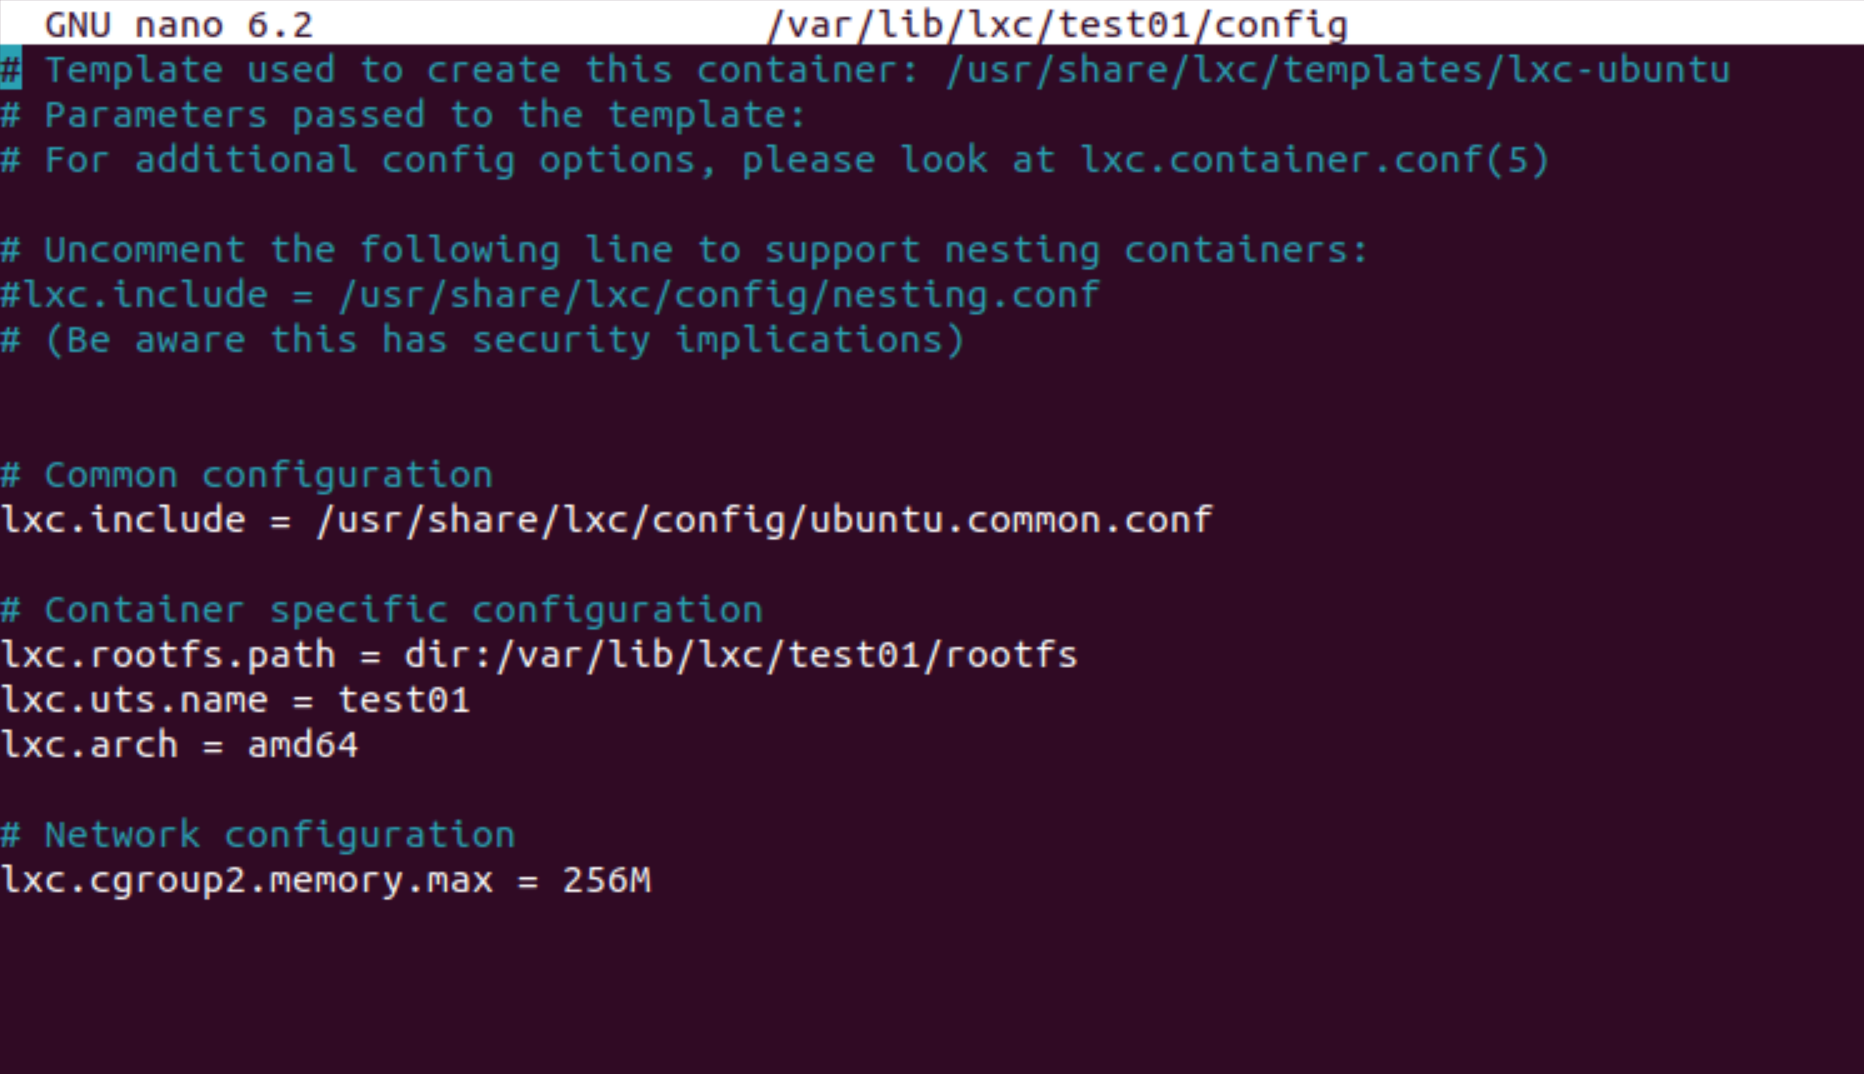 GNU nano 6.2 /var/lib/lxc/test01/config
# Template used to create this container: /usr/share/lxc/templates/lxc-ubuntu
# Parameters passed to the template:
# For additional config options, please look at lxc.container.conf(5)
# Uncomment the following line to support nesting containers:
#lxc.include = /usr/share/lxc/config/nesting.conf
# (Be aware this has security implications)
# Common configuration
lxc.include = /usr/share/lxc/config/ubuntu.common.conf
# Container specific configuration
lxc.rootfs.path = dir:/var/lib/lxc/test01/rootfs
lxc.uts.name = test01
lxc.arch = amd64
# Network configuration
lxc.cgroup2.memory.max = 256M